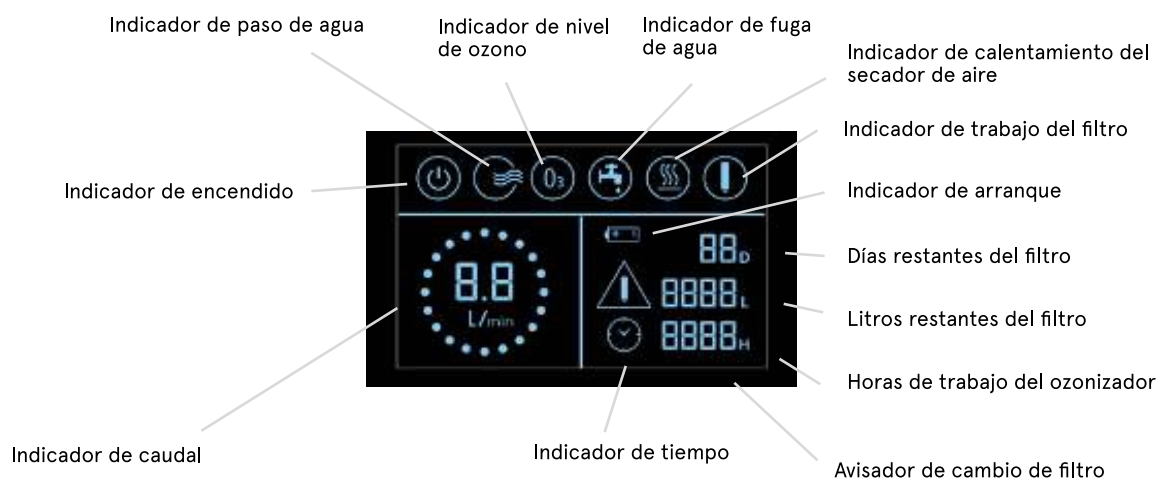 Indicador de paso de agua
Indicador de nivel
de ozono
Indicador de fuga
de agua
Indicador de calentamiento del
secador de aire
Indicador de trabajo del filtro
Indicador de encendido
Indicador de arranque
Días restantes del filtro
Litros restantes del filtro
Horas de trabajo del ozonizador
Indicador de caudal
Indicador de tiempo
Avisador de cambio de filtro
O₃
8.8
L/min
88D
8888L
8888H